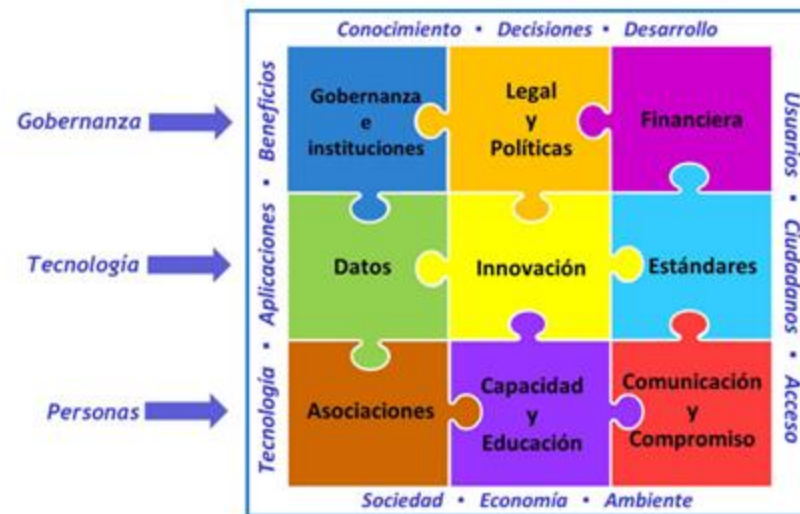 Conocimiento • Decisiones • Desarrollo
Gobernanza
Tecnología
Personas
Tecnología • Aplicaciones • Beneficios
Gobernanza
e
instituciones
Legal
y
Políticas
Financiera
Datos
Innovación
Estándares
Asociaciones
Capacidad
y
Educación
Comunicación
y
Compromiso
Usuarios • Ciudadanos • Acceso
Sociedad • Economía • Ambiente